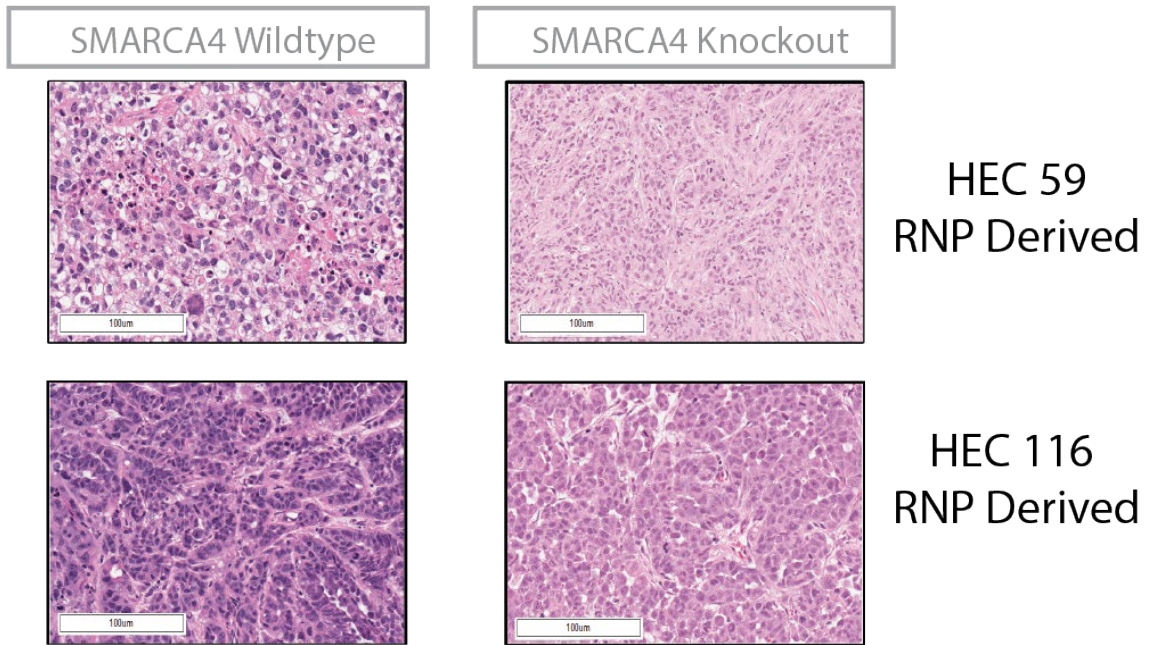 SMARCA4 Wildtype
SMARCA4 Knockout
100um
100um
HEC 59
RNP Derived
100um
100um
HEC 116
RNP Derived